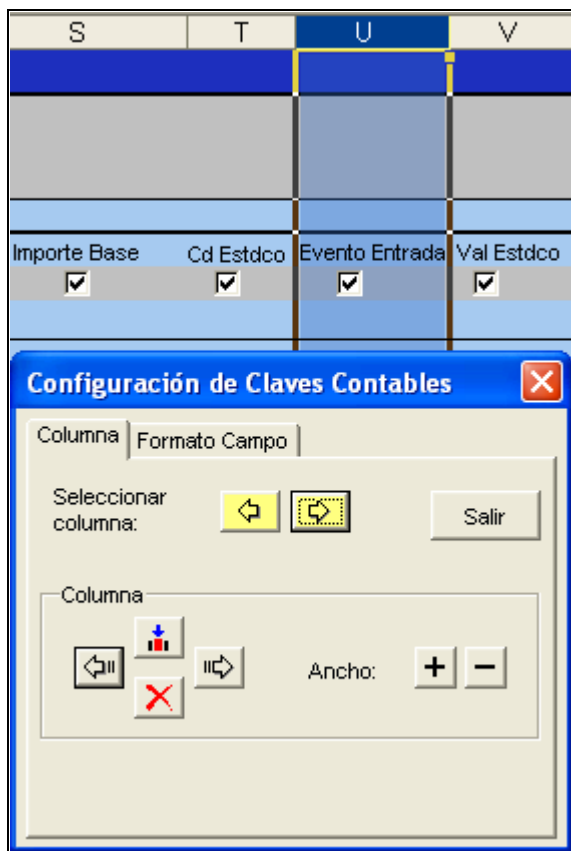 S T U V
Importe Base Cd Estdco Evento Entrada Val Estdco
Configuración de Claves Contables
Columna Formato Campo
Seleccionar
columna:
Salir
Columna
Ancho: + −